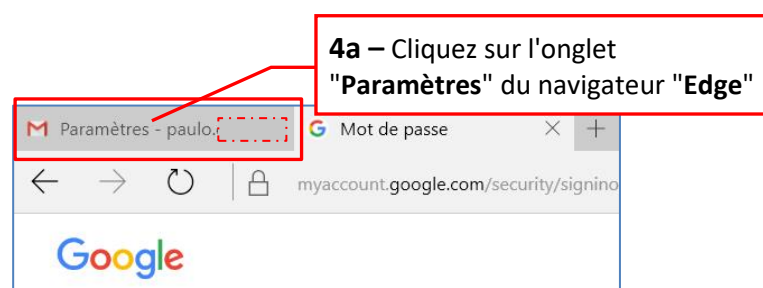 4a – Cliquez sur l'onglet
"Paramètres" du navigateur "Edge"
Paramètres - paulo.
Mot de passe
myaccount.google.com/security/signino
Google